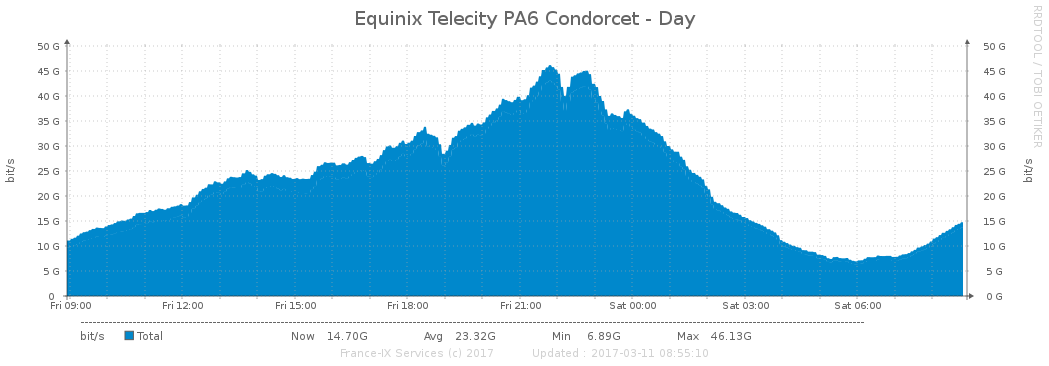 Equinix Telecity PA6 Condorcet - Day
RRDTOOL / TOBI OETIKER
bit/s
50 G 50 G
45 G 45 G
40 G 40 G
35 G 35 G
30 G 30 G
25 G 25 G
20 G 20 G
15 G 15 G
10 G 10 G
5 G 5 G
0 0 G
bit/s
Fri 09:00 Fri 12:00 Fri 15:00 Fri 18:00 Fri 21:00 Sat 00:00 Sat 03:00 Sat 06:00
bit/s Total Now 14.70G Avg 23.32G Min 6.89G Max 46.13G
France-IX Services (c) 2017 Updated : 2017-03-11 08:55:10